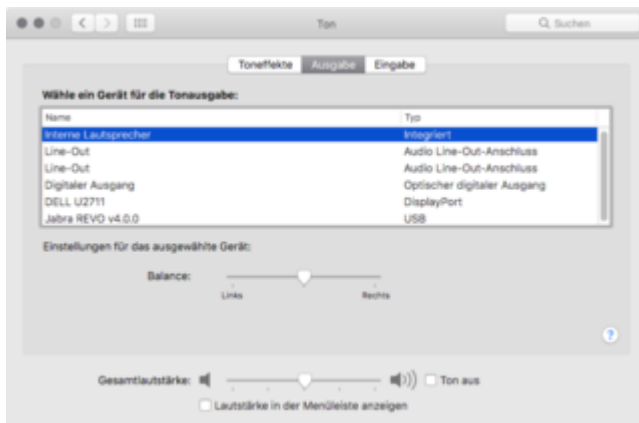 Ton
Suchen
Toneffekte Ausgabe Eingabe
Wähle ein Gerät für die Tonausgabe:
Name Typ
Interne Lautsprecher Integriert
Line-Out Audio Line-Out-Anschluss
Line-Out Audio Line-Out-Anschluss
Digitaler Ausgang Optischer digitaler Ausgang
DELL U2711 DisplayPort
Jabra REVO v4.0.0 USB
Einstellungen für das ausgewählte Gerät:
Balance:
Links Rechts
?
Gesamtlautstärke: Ton aus
Lautstärke in der Menüleiste anzeigen